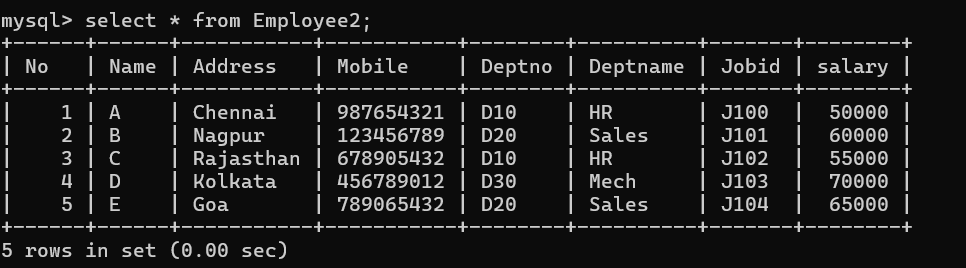 mysql> select * from Employee2;
+------+------+-----------+-----------+--------+----------+-------+--------+
| No   | Name | Address   | Mobile    | Deptno | Deptname | Jobid | salary |
+------+------+-----------+-----------+--------+----------+-------+--------+
|    1 | A    | Chennai   | 987654321 | D10    | HR       | J100  |  50000 |
|    2 | B    | Nagpur    | 123456789 | D20    | Sales    | J101  |  60000 |
|    3 | C    | Rajasthan | 678905432 | D10    | HR       | J102  |  55000 |
|    4 | D    | Kolkata   | 456789012 | D30    | Mech     | J103  |  70000 |
|    5 | E    | Goa       | 789065432 | D20    | Sales    | J104  |  65000 |
+------+------+-----------+-----------+--------+----------+-------+--------+
5 rows in set (0.00 sec)